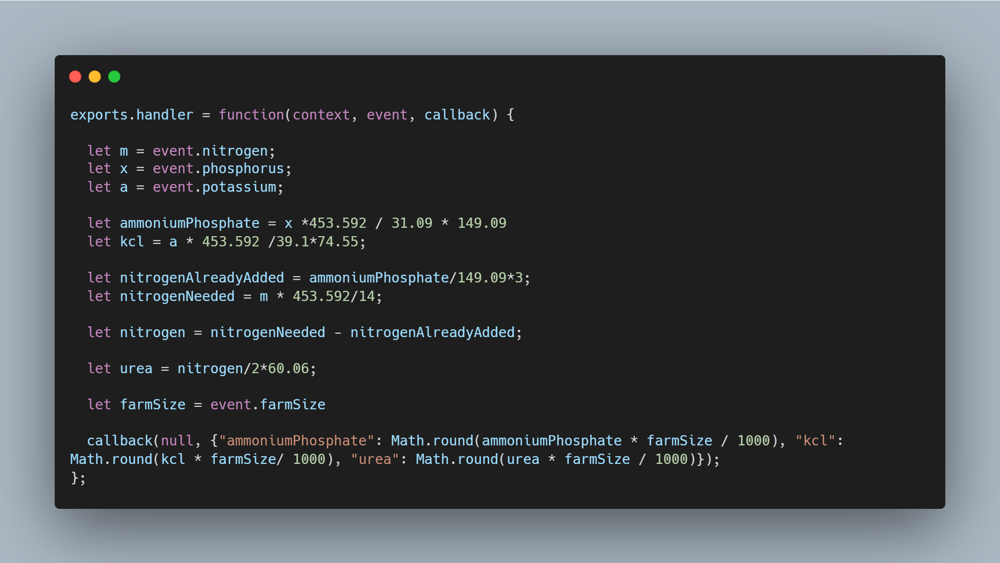 exports.handler = function(context, event, callback) {
let m = event.nitrogen;
let x = event.phosphorus;
let a = event.potassium;
let ammoniumPhosphate = x *453.592 / 31.09 * 149.09
let kcl = a * 453.592 /39.1*74.55;
let nitrogenAlreadyAdded = ammoniumPhosphate/149.09*3;
let nitrogenNeeded = m * 453.592/14;
let nitrogen = nitrogenNeeded - nitrogenAlreadyAdded;
let urea = nitrogen/2*60.06;
let farmSize = event.farmSize
callback(null, {"ammoniumPhosphate": Math.round(ammoniumPhosphate * farmSize / 1000), "kcl":
Math.round(kcl * farmSize/ 1000), "urea": Math.round(urea * farmSize / 1000)});
};